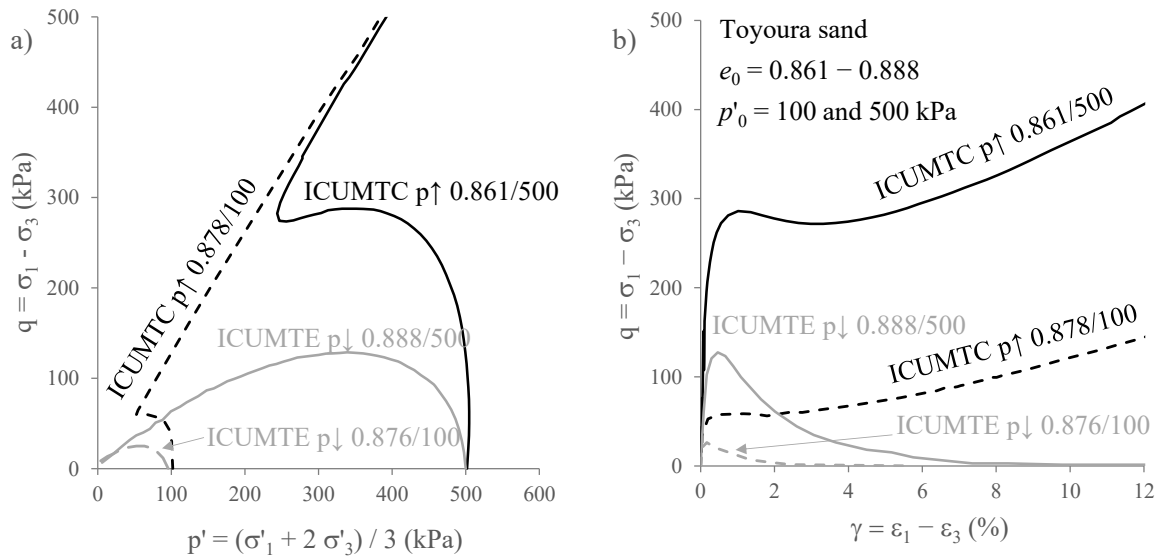 a)
q = σ₁ - σ₃ (kPa)
500
400
300
200
100
0
0
100
200
300
400
500
600
p' = (σ'₁ + 2 σ'₃) / 3 (kPa)
ICUMTC p↑ 0.861/500
ICUMTC p↑ 0.878/100
ICUMTE p↓ 0.888/500
ICUMTE p↓ 0.876/100
b)
q = σ₁ − σ₃ (kPa)
500
400
300
200
100
0
0
2
4
6
8
10
12
γ = ε₁ − ε₃ (%)
Toyoura sand
e₀ = 0.861 − 0.888
p'₀ = 100 and 500 kPa
ICUMTC p↑ 0.861/500
ICUMTE p↓ 0.888/500
ICUMTC p↑ 0.878/100
ICUMTE p↓ 0.876/100